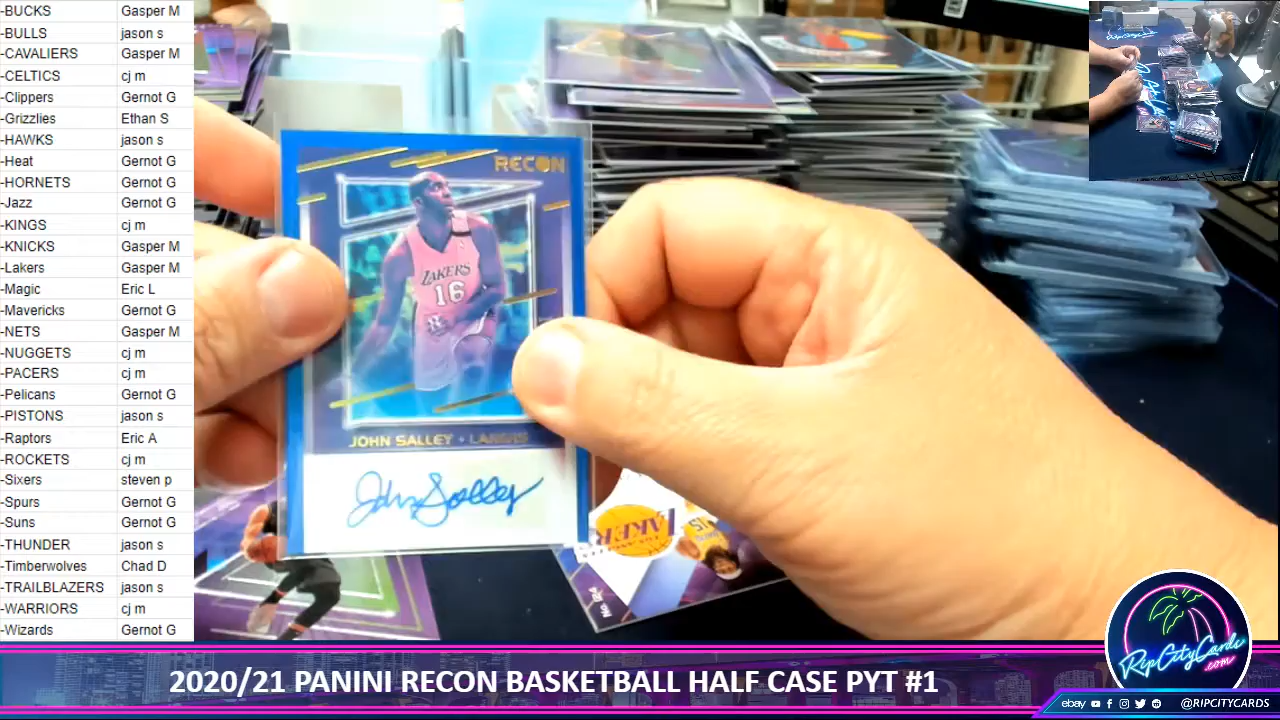 -BUCKS Gasper M
-BULLS jason s
-CAVALIERS Gasper M
-CELTICS cj m
-Clippers Gernot G
-Grizzlies Ethan S
-HAWKS jason s
-Heat Gernot G
-HORNETS Gernot G
-Jazz Gernot G
-KINGS cj m
-KNICKS Gasper M
-Lakers Gasper M
-Magic Eric L
-Mavericks Gernot G
-NETS Gasper M
-NUGGETS cj m
-PACERS cj m
-Pelicans Gernot G
-PISTONS jason s
-Raptors Eric A
-ROCKETS cj m
-Sixers steven p
-Spurs Gernot G
-Suns Gernot G
-THUNDER jason s
-Timberwolves Chad D
-TRAILBLAZERS jason s
-WARRIORS cj m
-Wizards Gernot G
RECON
LAKERS
16
JOHN SALLEY • LAKERS
John Salley
LAKERS
RipCityCards
.com
2020/21 PANINI RECON BASKETBALL HALF CASE PYT #1
ebay @RIPCITYCARDS